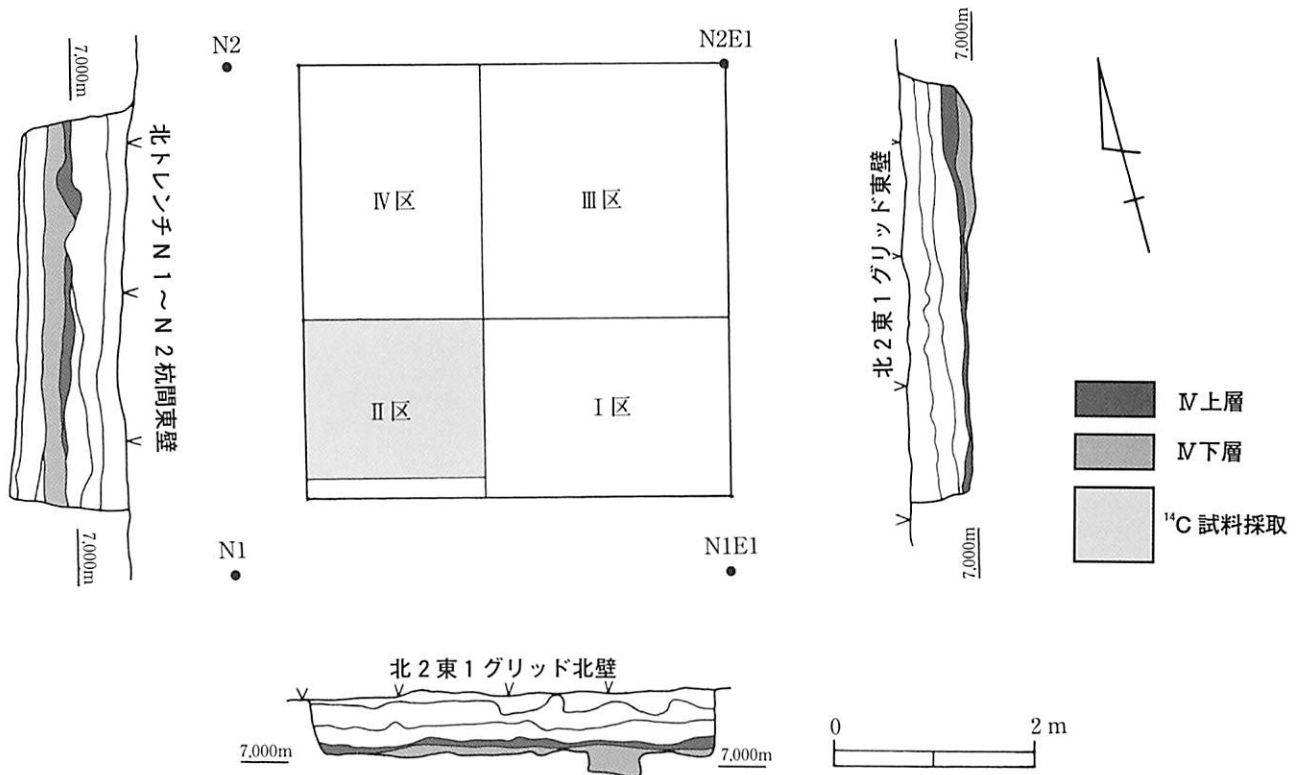 7,000m
N2
N2E1
7,000m
北トレンチN1～N2杭間東壁
Ⅳ区
Ⅲ区
北2東1グリッド東壁
Ⅱ区
Ⅰ区
Ⅳ上層
Ⅳ下層
¹⁴C 試料採取
7,000m
N1
N1E1
7,000m
北2東1グリッド北壁
7,000m
7,000m
0
2 m